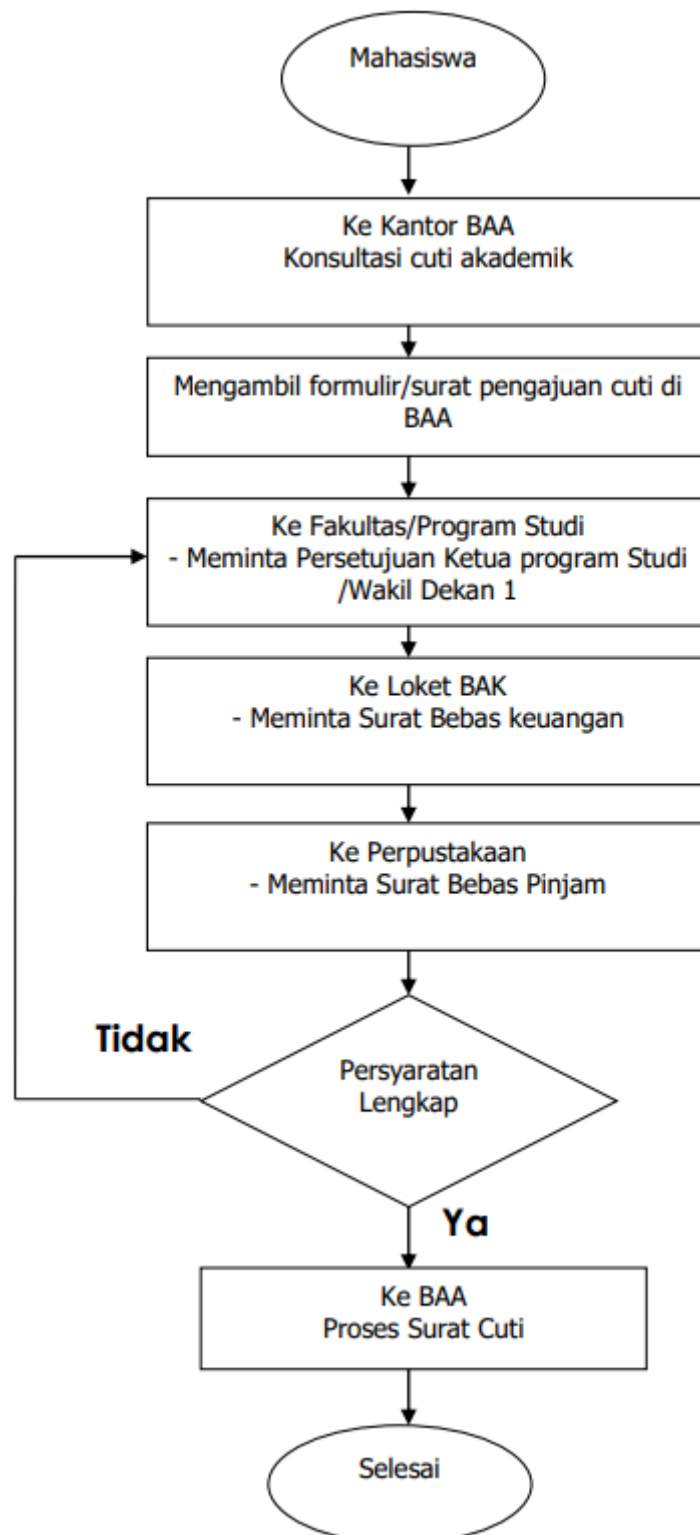 Mahasiswa
Ke Kantor BAA
Konsultasi cuti akademik
Mengambil formulir/surat pengajuan cuti di
BAA
Ke Fakultas/Program Studi
- Meminta Persetujuan Ketua program Studi
/Wakil Dekan 1
Ke Loket BAK
- Meminta Surat Bebas keuangan
Ke Perpustakaan
- Meminta Surat Bebas Pinjam
Tidak
Persyaratan
Lengkap
Ya
Ke BAA
Proses Surat Cuti
Selesai